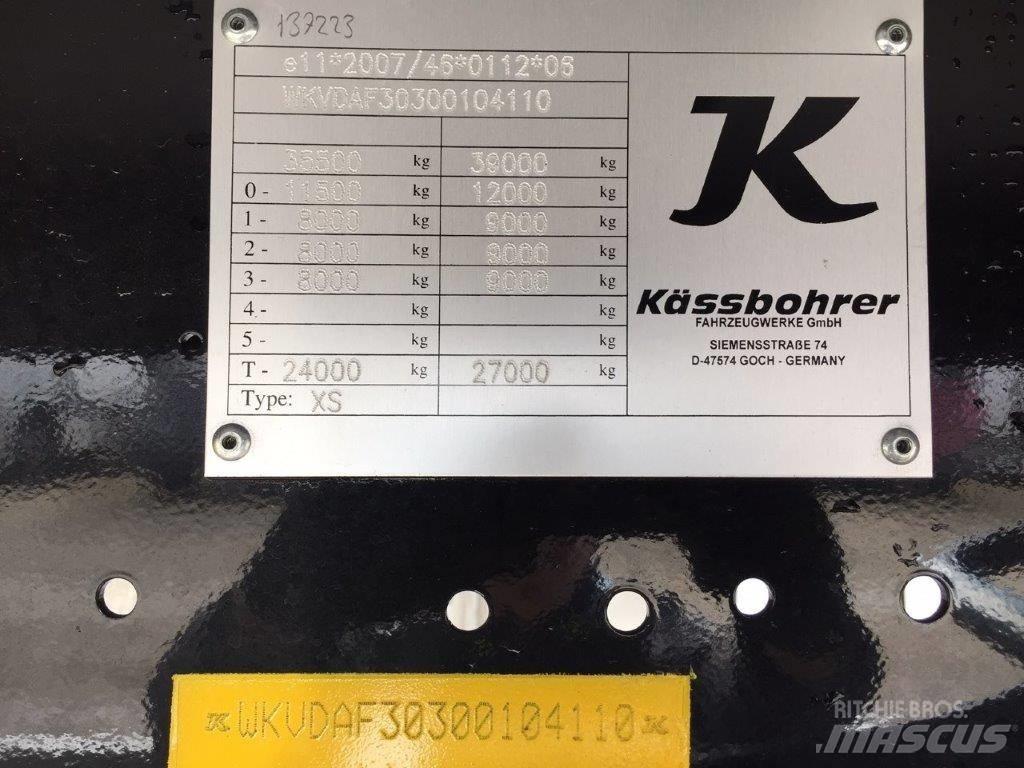 137223
e11*2007/46*0112*06
WKVDAF30300104110
35500 kg 39000 kg
0- 11500 kg 12000 kg
1- 8000 kg 9000 kg
2- 8000 kg 9000 kg
3- 8000 kg 9000 kg
4- kg kg
5- kg kg
T- 24000 kg 27000 kg
Type: XS
K
Kässbohrer
FAHRZEUGWERKE GmbH
SIEMENSSTRAßE 74
D-47574 GOCH - GERMANY
K WKVDAF30300104110 K
RITCHIE BROS.
MASCUS